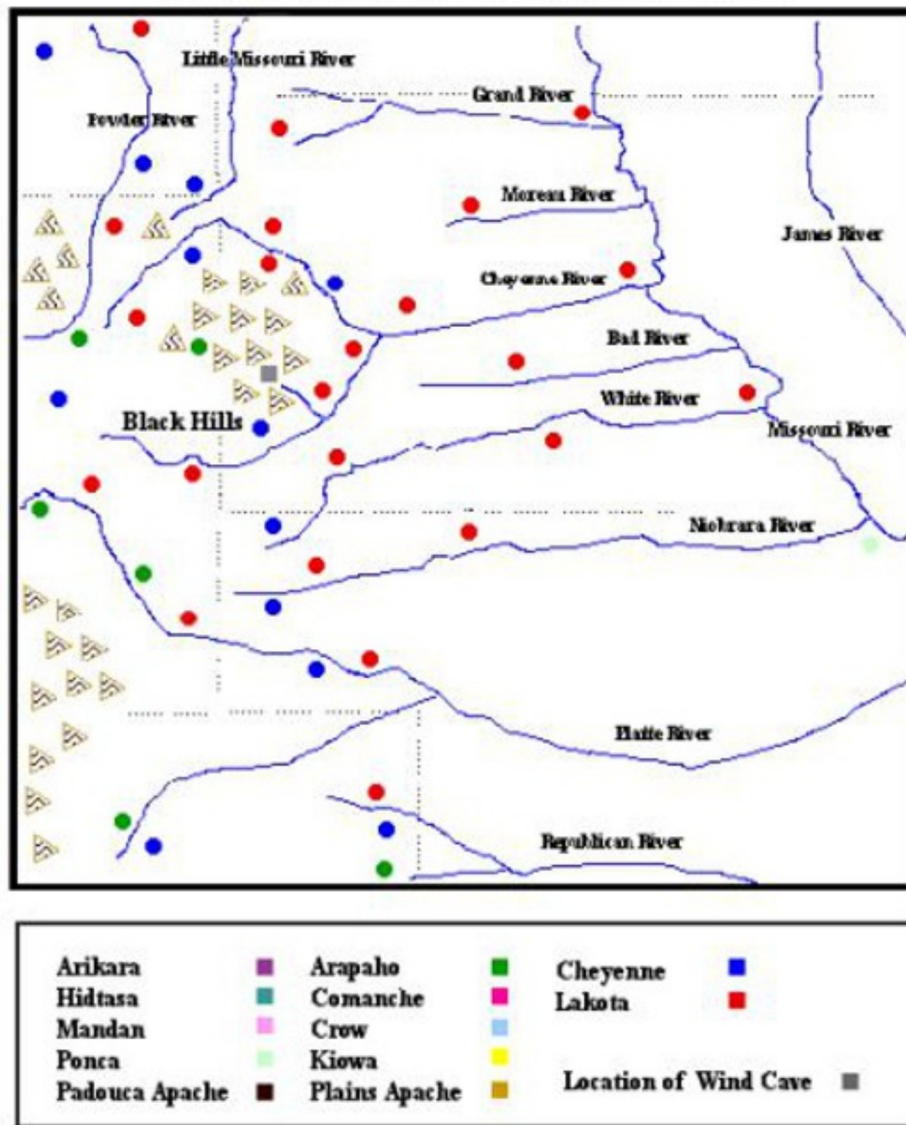 Little Missouri River
Grand River
Powder River
Moreau River
James River
Cheyenne River
Bad River
White River
Black Hills
Missouri River
Niobrara River
Platte River
Republican River
Arikara
Arapaho
Cheyenne
Hidtasa
Comanche
Lakota
Mandan
Crow
Ponca
Kiowa
Location of Wind Cave
Padouca Apache
Plains Apache